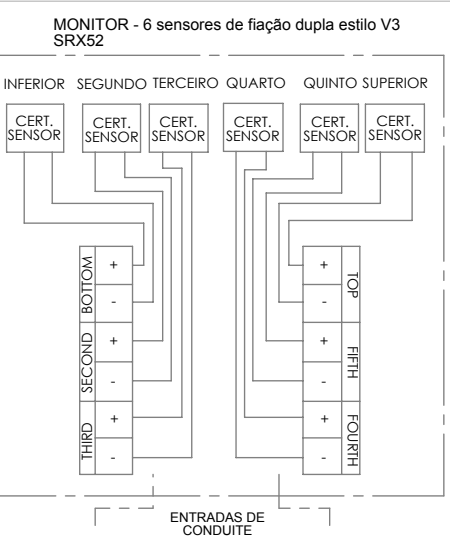 MONITOR - 6 sensores de fiação dupla estilo V3
SRX52
INFERIOR SEGUNDO TERCEIRO QUARTO QUINTO SUPERIOR
CERT.
SENSOR
CERT.
SENSOR
CERT.
SENSOR
CERT.
SENSOR
CERT.
SENSOR
CERT.
SENSOR
BOTTOM
+
-
SECOND
+
-
THIRD
+
-
+
-
TOP
+
-
FIFTH
+
-
FOURTH
ENTRADAS DE
CONDUITE